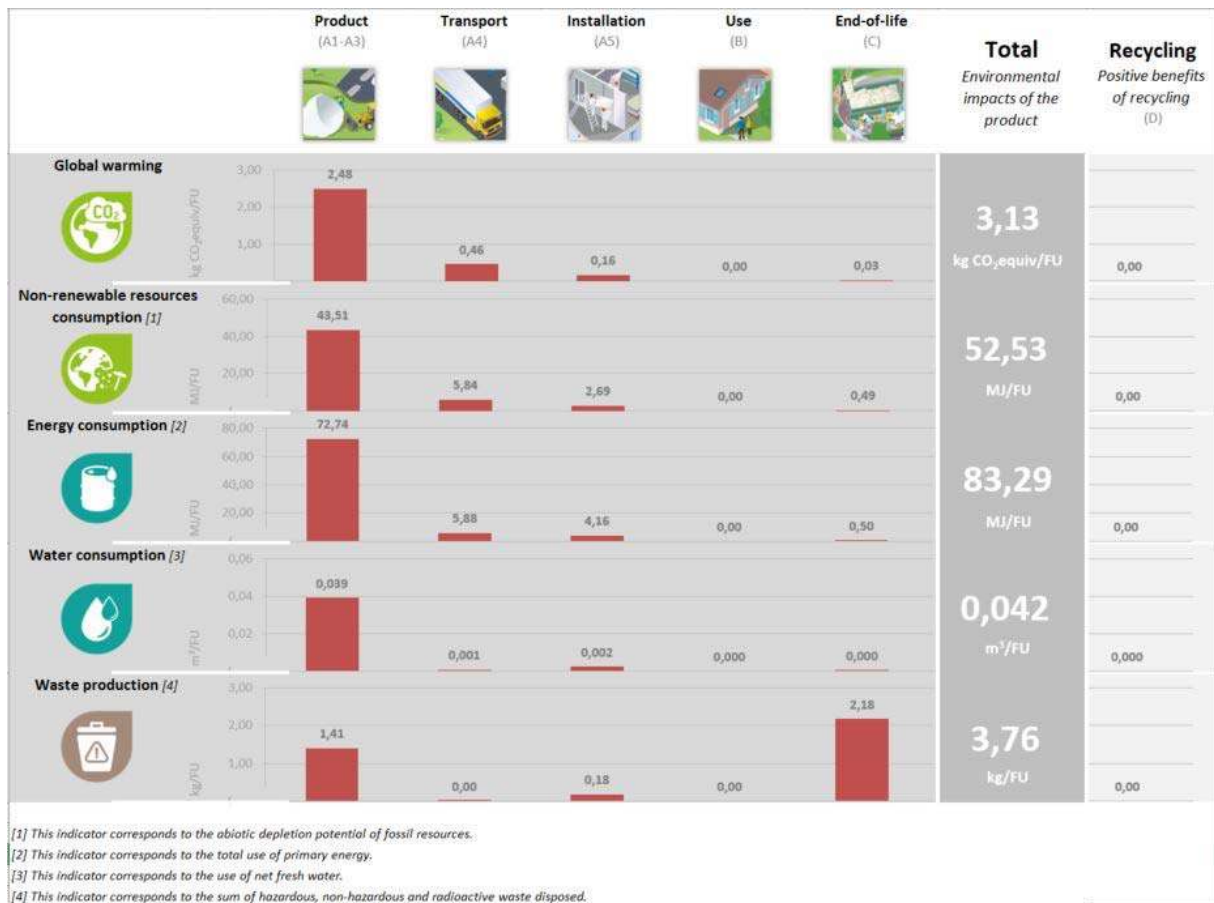 Product
(A1-A3)
Transport
(A4)
Installation
(A5)
Use
(B)
End-of-life
(C)
Total
Environmental
impacts of the
product
Recycling
Positive benefits
of recycling
(D)
Global warming
CO2
kg CO2equiv/FU
3,00
2,00
1,00
2,48
0,46
0,16
0,00
0,03
3,13
kg CO2equiv/FU
0,00
Non-renewable resources
consumption [1]
MJ/FU
60,00
40,00
20,00
43,51
5,84
2,69
0,00
0,49
52,53
MJ/FU
0,00
Energy consumption [2]
MJ/FU
80,00
60,00
40,00
20,00
72,74
5,88
4,16
0,00
0,50
83,29
MJ/FU
0,00
Water consumption [3]
m³/FU
0,06
0,04
0,02
0,039
0,001
0,002
0,000
0,000
0,042
m³/FU
0,000
Waste production [4]
kg/FU
3,00
2,00
1,00
1,41
0,00
0,18
0,00
2,18
3,76
kg/FU
0,00
[1] This indicator corresponds to the abiotic depletion potential of fossil resources.
[2] This indicator corresponds to the total use of primary energy.
[3] This indicator corresponds to the use of net fresh water.
[4] This indicator corresponds to the sum of hazardous, non-hazardous and radioactive waste disposed.